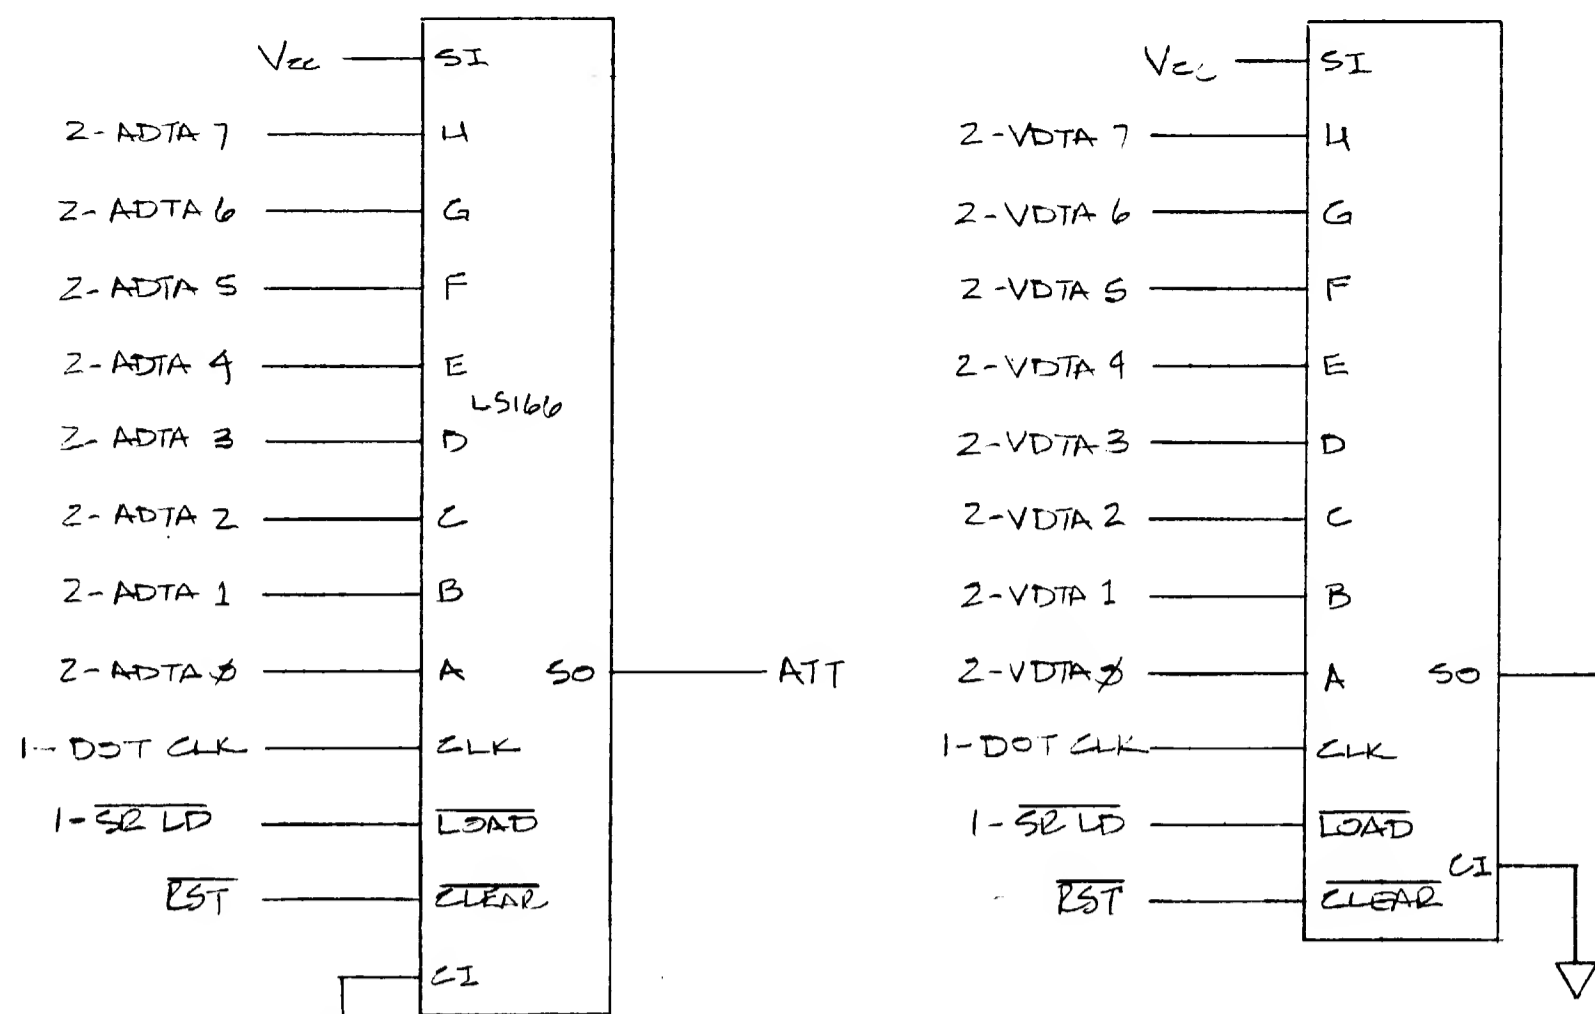 Vcc SI
2-ADTA 7 H
2-ADTA 6 G
2-ADTA 5 F
2-ADTA 4 E
LS166
2-ADTA 3 D
2-ADTA 2 C
2-ADTA 1 B
2-ADTA Ø A SO ATT
1-DOT CLK CLK
1-SR LD LOAD
RST CLEAR
CI
Vcc SI
2-VDTA 7 H
2-VDTA 6 G
2-VDTA 5 F
2-VDTA 4 E
2-VDTA 3 D
2-VDTA 2 C
2-VDTA 1 B
2-VDTA Ø A SO
1-DOT CLK CLK
1-SR LD LOAD
CI
RST CLEAR